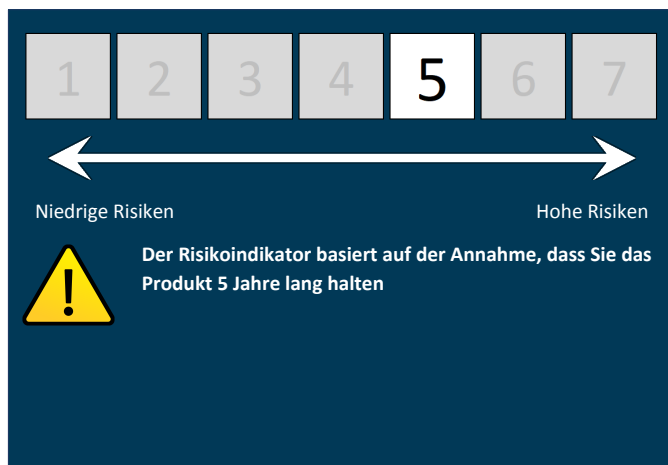 1 2 3 4 5 6 7
Niedrige Risiken Hohe Risiken
Der Risikoindikator basiert auf der Annahme, dass Sie das
Produkt 5 Jahre lang halten